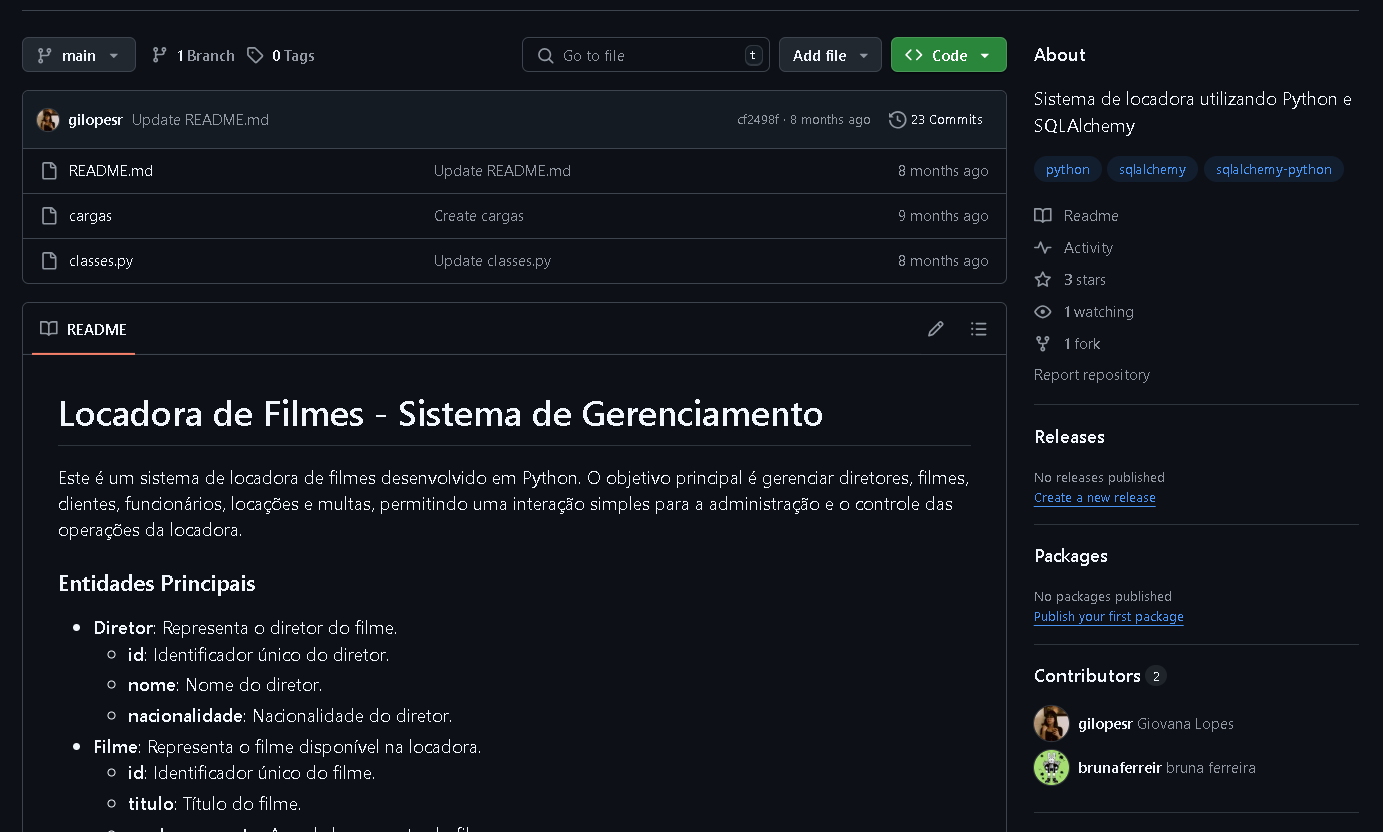 main
1 Branch
0 Tags
Go to file
t
Add file
Code
gilopesr Update README.md
cf2498f · 8 months ago
23 Commits
README.md Update README.md 8 months ago
cargas Create cargas 9 months ago
classes.py Update classes.py 8 months ago
README
Locadora de Filmes - Sistema de Gerenciamento
Este é um sistema de locadora de filmes desenvolvido em Python. O objetivo principal é gerenciar diretores, filmes,
clientes, funcionários, locações e multas, permitindo uma interação simples para a administração e o controle das
operações da locadora.
Entidades Principais
Diretor: Representa o diretor do filme.
id: Identificador único do diretor.
nome: Nome do diretor.
nacionalidade: Nacionalidade do diretor.
Filme: Representa o filme disponível na locadora.
id: Identificador único do filme.
titulo: Título do filme.
About
Sistema de locadora utilizando Python e
SQLAlchemy
python sqlalchemy sqlalchemy-python
Readme
Activity
3 stars
1 watching
1 fork
Report repository
Releases
No releases published
Create a new release
Packages
No packages published
Publish your first package
Contributors 2
gilopesr Giovana Lopes
brunaferreir bruna ferreira